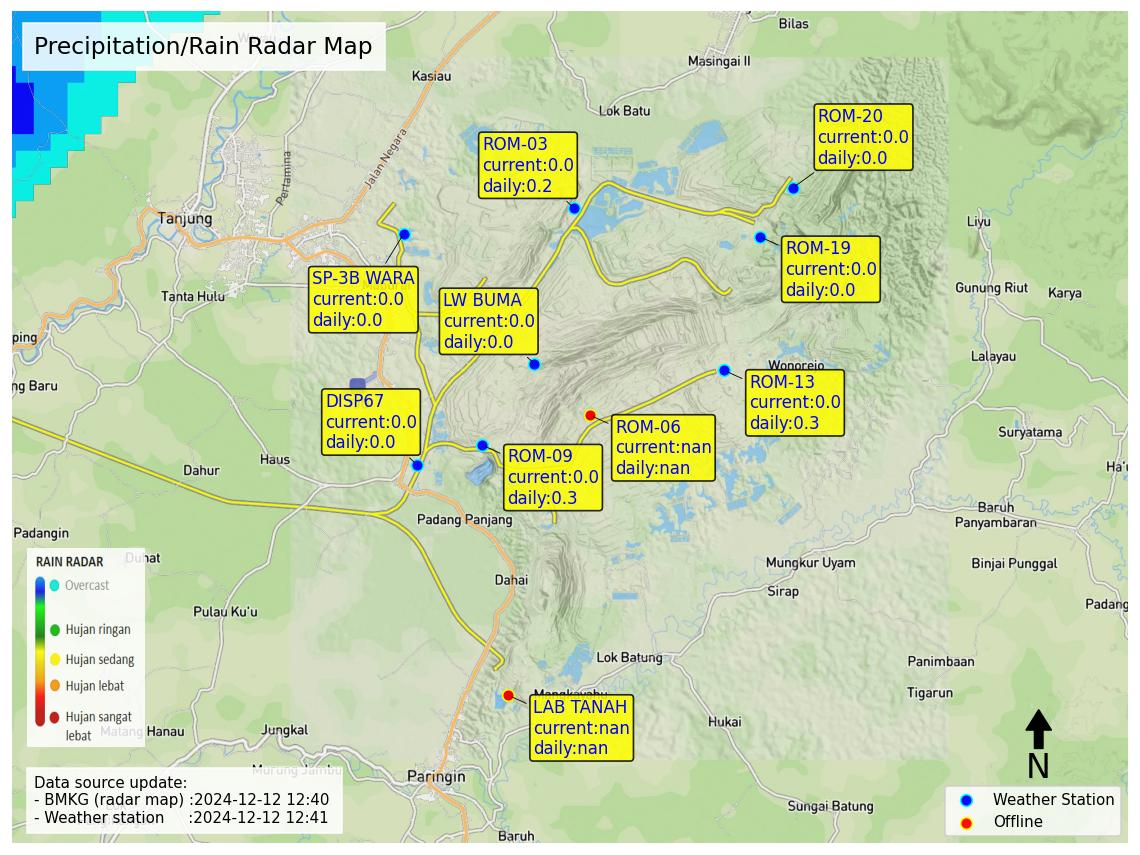 Precipitation/Rain Radar Map
Bilas
Masingai II
Kasiau
Lok Batu
Jalan Negara
Pertamina
Tanjung
Tanta Hulu
ping
ng Baru
ROM-03
current:0.0
daily:0.2
ROM-20
current:0.0
daily:0.0
ROM-19
current:0.0
daily:0.0
SP-3B WARA
current:0.0
daily:0.0
LW BUMA
current:0.0
daily:0.0
Liyu
Gunung Riut
Karya
Lalayau
Wonorejo
ROM-13
current:0.0
daily:0.3
DISP67
current:0.0
daily:0.0
ROM-06
current:nan
daily:nan
ROM-09
current:0.0
daily:0.3
Suryatama
Ha'u
Haus
Dahur
Baruh
Panyambaran
Padang Panjang
Padangin
Duhat
Mungkur Uyam
Binjai Punggal
Dahai
Sirap
Padang
Pulau Ku'u
RAIN RADAR
Overcast
Hujan ringan
Hujan sedang
Hujan lebat
Hujan sangat
lebat
Lok Batung
Panimbaan
Tigarun
LAB TANAH
current:nan
daily:nan
Hukai
Matang Hanau
Jungkal
Murung Jambu
Paringin
Sungai Batung
Baruh
N
Data source update:
- BMKG (radar map) :2024-12-12 12:40
- Weather station :2024-12-12 12:41
Weather Station
Offline